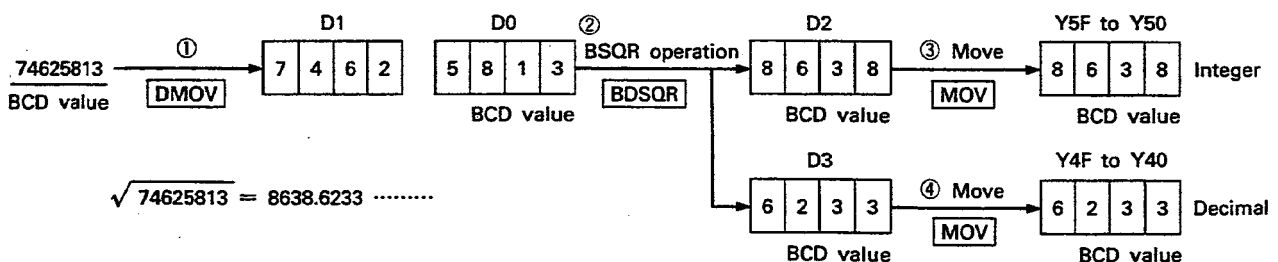 D1 D0 ② D2 Y5F to Y50
① BSQR operation ③ Move
74625813 7 4 6 2 5 8 1 3 8 6 3 8 8 6 3 8 Integer
BCD value DMOV BDSQR MOV
BCD value BCD value BCD value
D3 Y4F to Y40
√74625813 = 8638.6233 ·········
④ Move
6 2 3 3 6 2 3 3 Decimal
MOV
BCD value BCD value